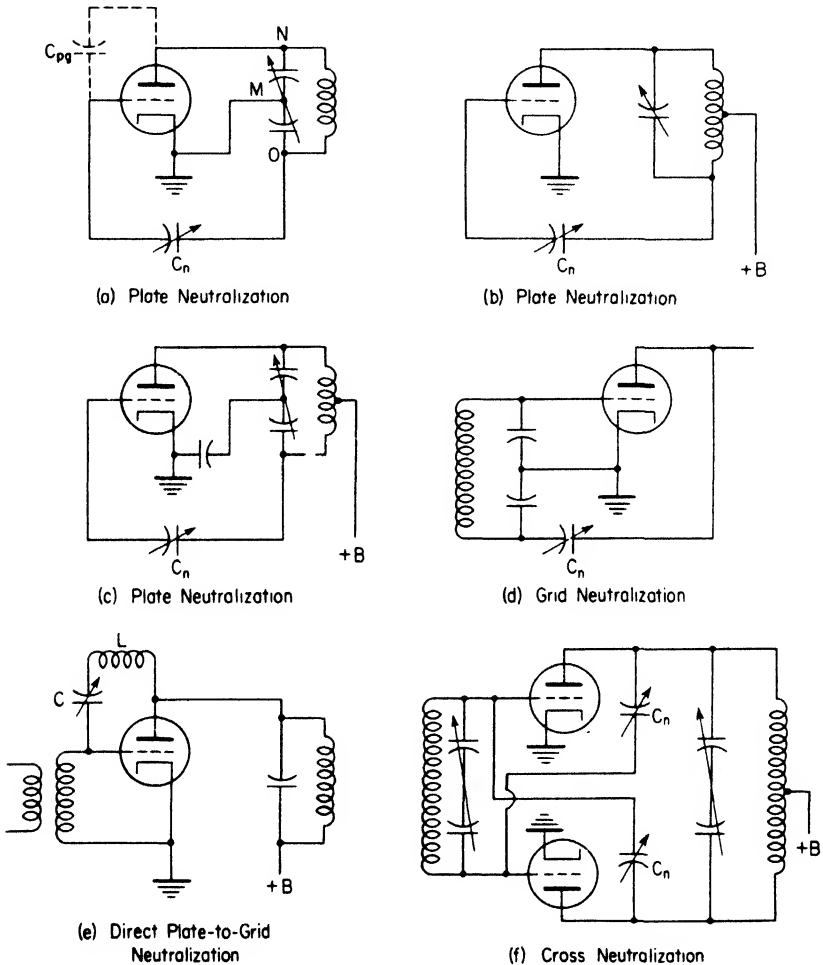 N
Cpg
M
O
Cn
(a) Plate Neutralization
+B
Cn
(b) Plate Neutralization
+B
Cn
(c) Plate Neutralization
Cn
(d) Grid Neutralization
L
C
+B
(e) Direct Plate-to-Grid
Neutralization
Cn
+B
Cn
(f) Cross Neutralization